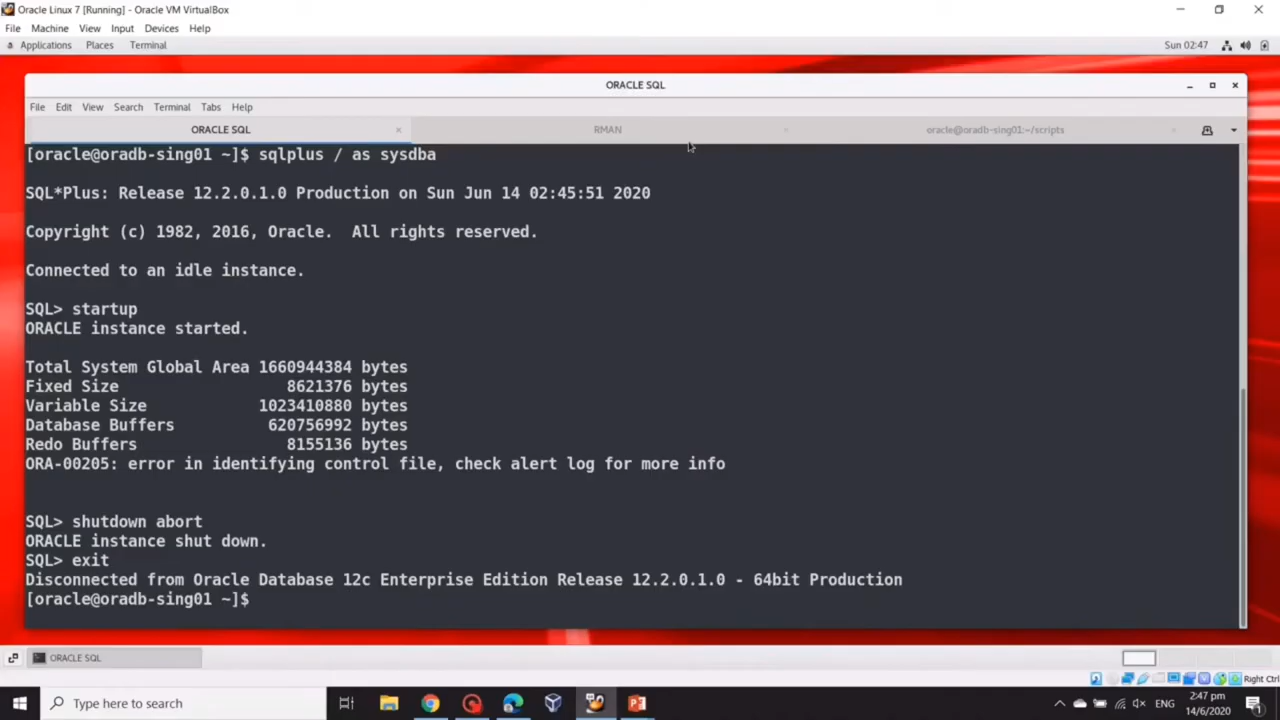 Oracle Linux 7 [Running] - Oracle VM VirtualBox
File Machine View Input Devices Help
Applications Places Terminal Sun 02:47
ORACLE SQL
File Edit View Search Terminal Tabs Help
ORACLE SQL RMAN oracle@oradb-sing01:~/scripts
[oracle@oradb-sing01 ~]$ sqlplus / as sysdba
SQL*Plus: Release 12.2.0.1.0 Production on Sun Jun 14 02:45:51 2020
Copyright (c) 1982, 2016, Oracle.  All rights reserved.
Connected to an idle instance.
SQL> startup
ORACLE instance started.
Total System Global Area 1660944384 bytes
Fixed Size 8621376 bytes
Variable Size 1023410880 bytes
Database Buffers 620756992 bytes
Redo Buffers 8155136 bytes
ORA-00205: error in identifying control file, check alert log for more info
SQL> shutdown abort
ORACLE instance shut down.
SQL> exit
Disconnected from Oracle Database 12c Enterprise Edition Release 12.2.0.1.0 - 64bit Production
[oracle@oradb-sing01 ~]$
ORACLE SQL
Right Ctrl
Type here to search
ENG
2:47 pm
14/6/2020